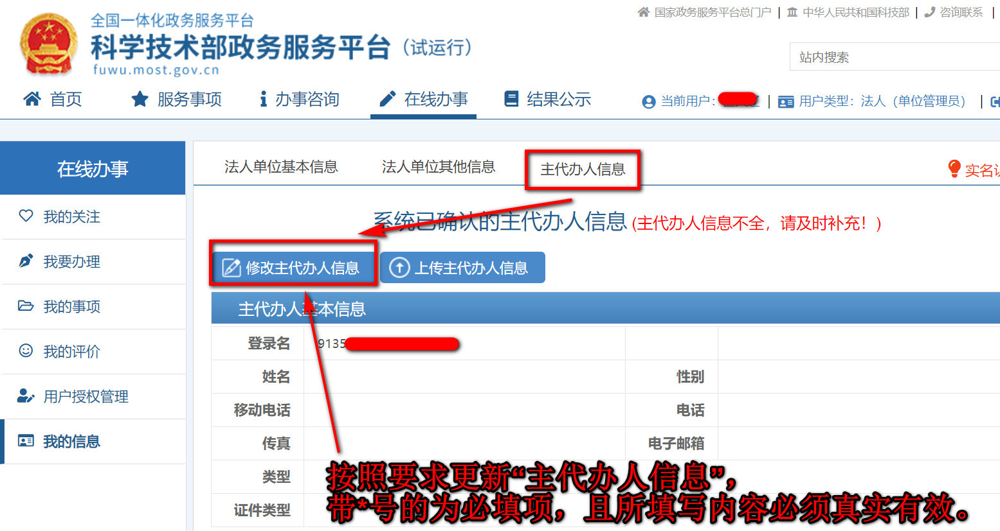 国家政务服务平台总门户 | 中华人民共和国科技部 | 咨询联系 |
全国一体化政务服务平台
科学技术部政务服务平台（试运行）
fuwu.most.gov.cn
站内搜索
首页 服务事项 办事咨询 在线办事 结果公示
当前用户： | 用户类型：法人（单位管理员） |
在线办事
我的关注
我要办理
我的事项
我的评价
用户授权管理
我的信息
法人单位基本信息 法人单位其他信息 主代办人信息
实名
系统已确认的主代办人信息 (主代办人信息不全，请及时补充！)
修改主代办人信息 上传主代办人信息
主代办人基本信息
登录名 9135
姓名 性别
移动电话 电话
传真 电子邮箱
类型
证件类型
按照要求更新“主代办人信息”，
带*号的为必填项，且所填写内容必须真实有效。